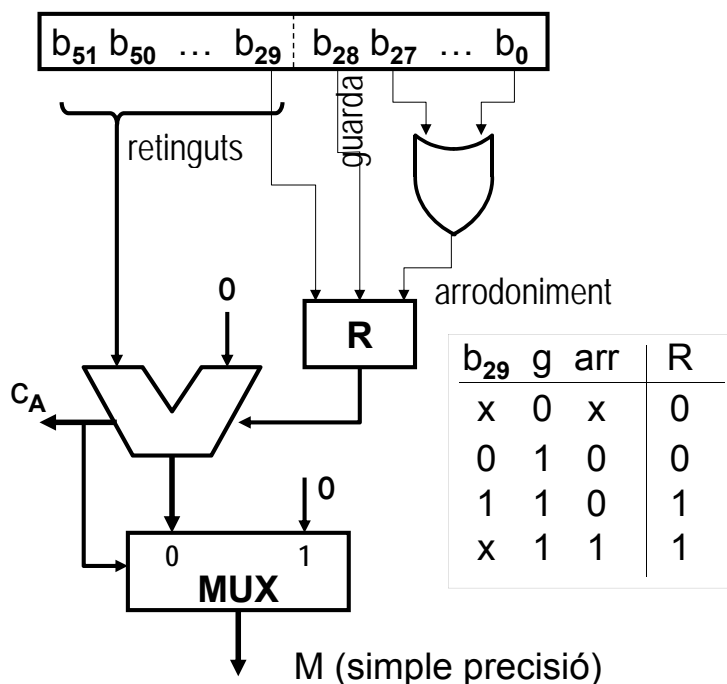 b51 b50 … b29 b28 b27 … b0
retinguts
guarda
arrodoniment
0
R
CA
b29 g arr R
x 0 x 0
0 1 0 0
1 1 0 1
x 1 1 1
0
0 1
MUX
M (simple precisió)